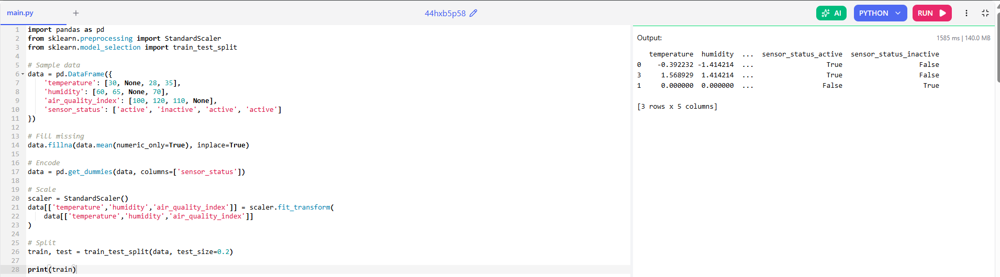 main.py +
44hxb5p58
AI
PYTHON
RUN
1 import pandas as pd
2 from sklearn.preprocessing import StandardScaler
3 from sklearn.model_selection import train_test_split
4
5 # Sample data
6 data = pd.DataFrame({
7     'temperature': [30, None, 28, 35],
8     'humidity': [60, 65, None, 70],
9     'air_quality_index': [100, 120, 110, None],
10     'sensor_status': ['active', 'inactive', 'active', 'active']
11 })
12
13 # Fill missing
14 data.fillna(data.mean(numeric_only=True), inplace=True)
15
16 # Encode
17 data = pd.get_dummies(data, columns=['sensor_status'])
18
19 # Scale
20 scaler = StandardScaler()
21 data[['temperature','humidity','air_quality_index']] = scaler.fit_transform(
22     data[['temperature','humidity','air_quality_index']]
23 )
24
25 # Split
26 train, test = train_test_split(data, test_size=0.2)
27
28 print(train)
Output:
1585 ms | 140.0 MB
   temperature  humidity  ...  sensor_status_active  sensor_status_inactive
0    -0.392232 -1.414214  ...                  True                   False
3     1.568929  1.414214  ...                  True                   False
1     0.000000  0.000000  ...                 False                    True
[3 rows x 5 columns]